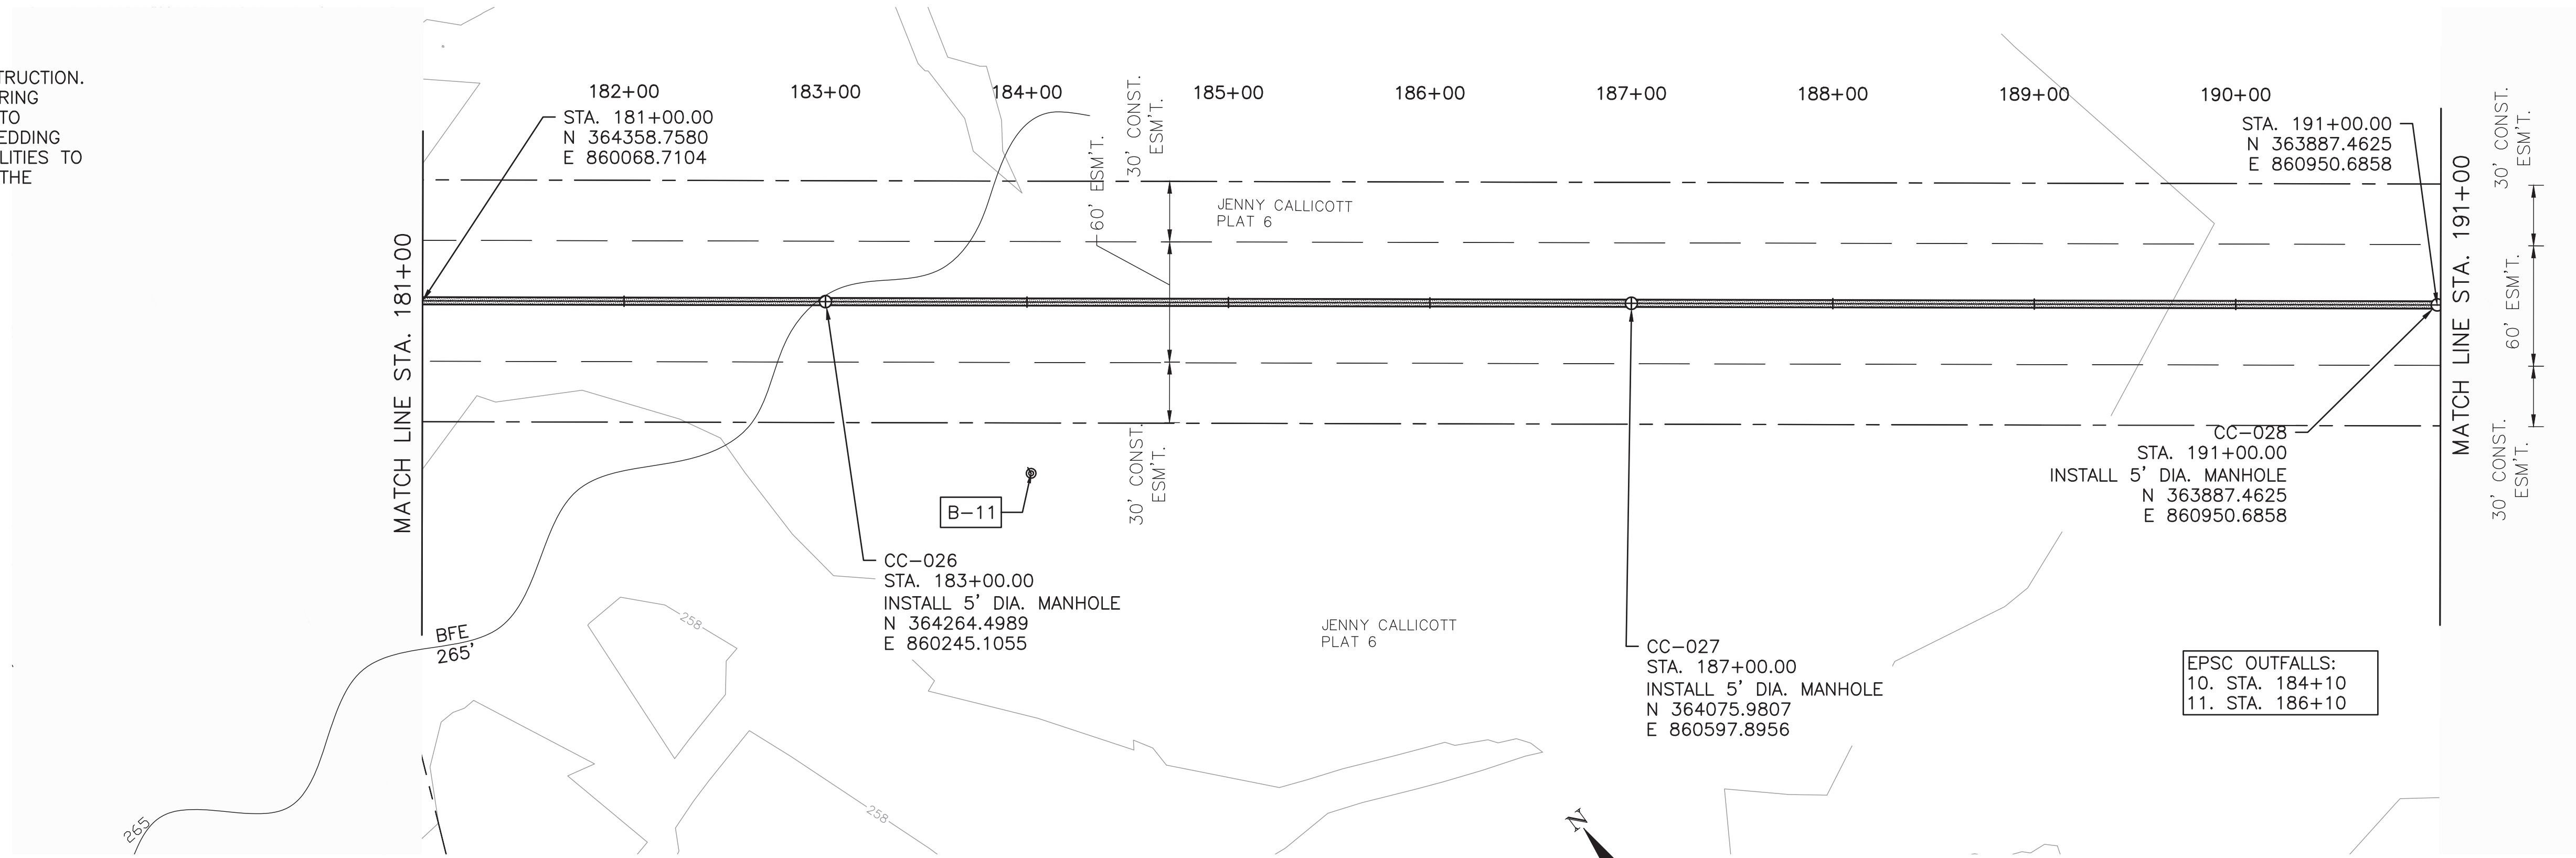 TRUCTION.
RING
TO
EDDING
LITIES TO
THE
182+00
183+00
184+00
185+00
186+00
187+00
188+00
189+00
190+00
STA. 181+00.00
N 364358.7580
E 860068.7104
60' ESM'T.
30' CONST.
ESM'T.
JENNY CALLICOTT
PLAT 6
STA. 191+00.00
N 363887.4625
E 860950.6858
30' CONST.
ESM'T.
MATCH LINE STA. 181+00
MATCH LINE STA. 191+00
60' ESM'T.
30' CONST.
ESM'T.
B-11
CC-026
STA. 183+00.00
INSTALL 5' DIA. MANHOLE
N 364264.4989
E 860245.1055
CC-028
STA. 191+00.00
INSTALL 5' DIA. MANHOLE
N 363887.4625
E 860950.6858
30' CONST.
ESM'T.
BFE
265'
258
JENNY CALLICOTT
PLAT 6
CC-027
STA. 187+00.00
INSTALL 5' DIA. MANHOLE
N 364075.9807
E 860597.8956
EPSC OUTFALLS:
10. STA. 184+10
11. STA. 186+10
265
258
N